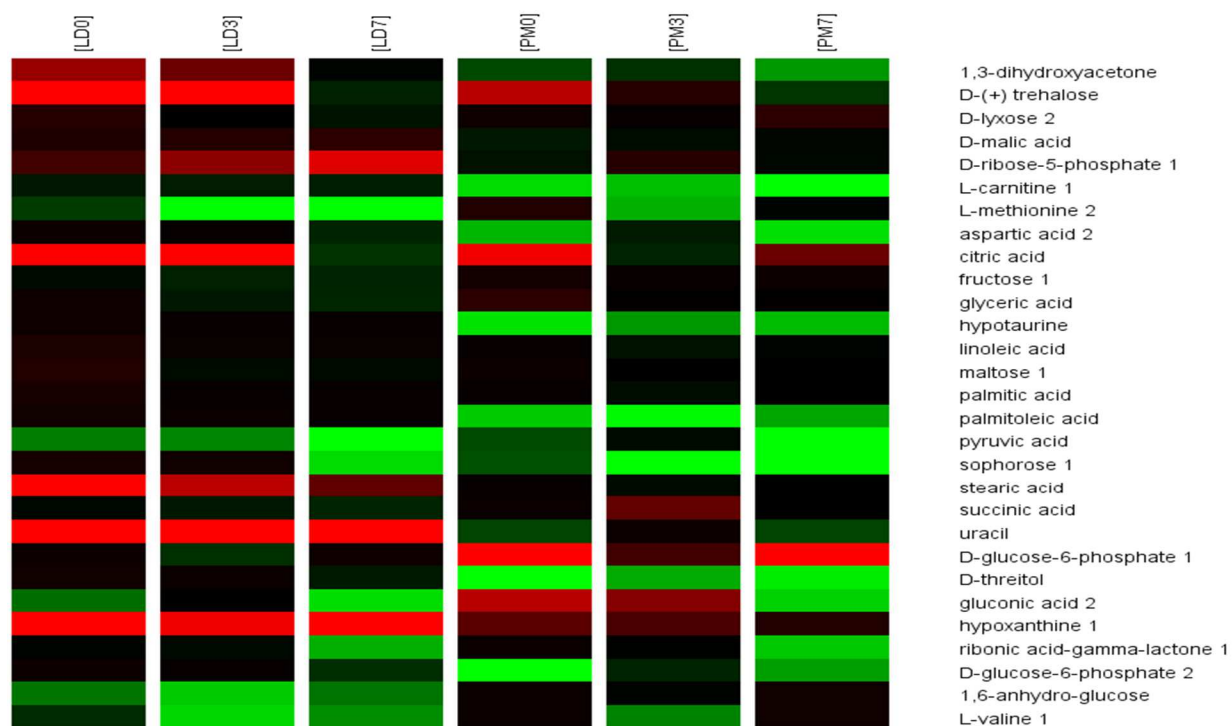 [LD0]
[LD3]
[LD7]
[PM0]
[PM3]
[PM7]
1,3-dihydroxyacetone
D-(+) trehalose
D-lyxose 2
D-malic acid
D-ribose-5-phosphate 1
L-carnitine 1
L-methionine 2
aspartic acid 2
citric acid
fructose 1
glyceric acid
hypotaurine
linoleic acid
maltose 1
palmitic acid
palmitoleic acid
pyruvic acid
sophorose 1
stearic acid
succinic acid
uracil
D-glucose-6-phosphate 1
D-threitol
gluconic acid 2
hypoxanthine 1
ribonic acid-gamma-lactone 1
D-glucose-6-phosphate 2
1,6-anhydro-glucose
L-valine 1